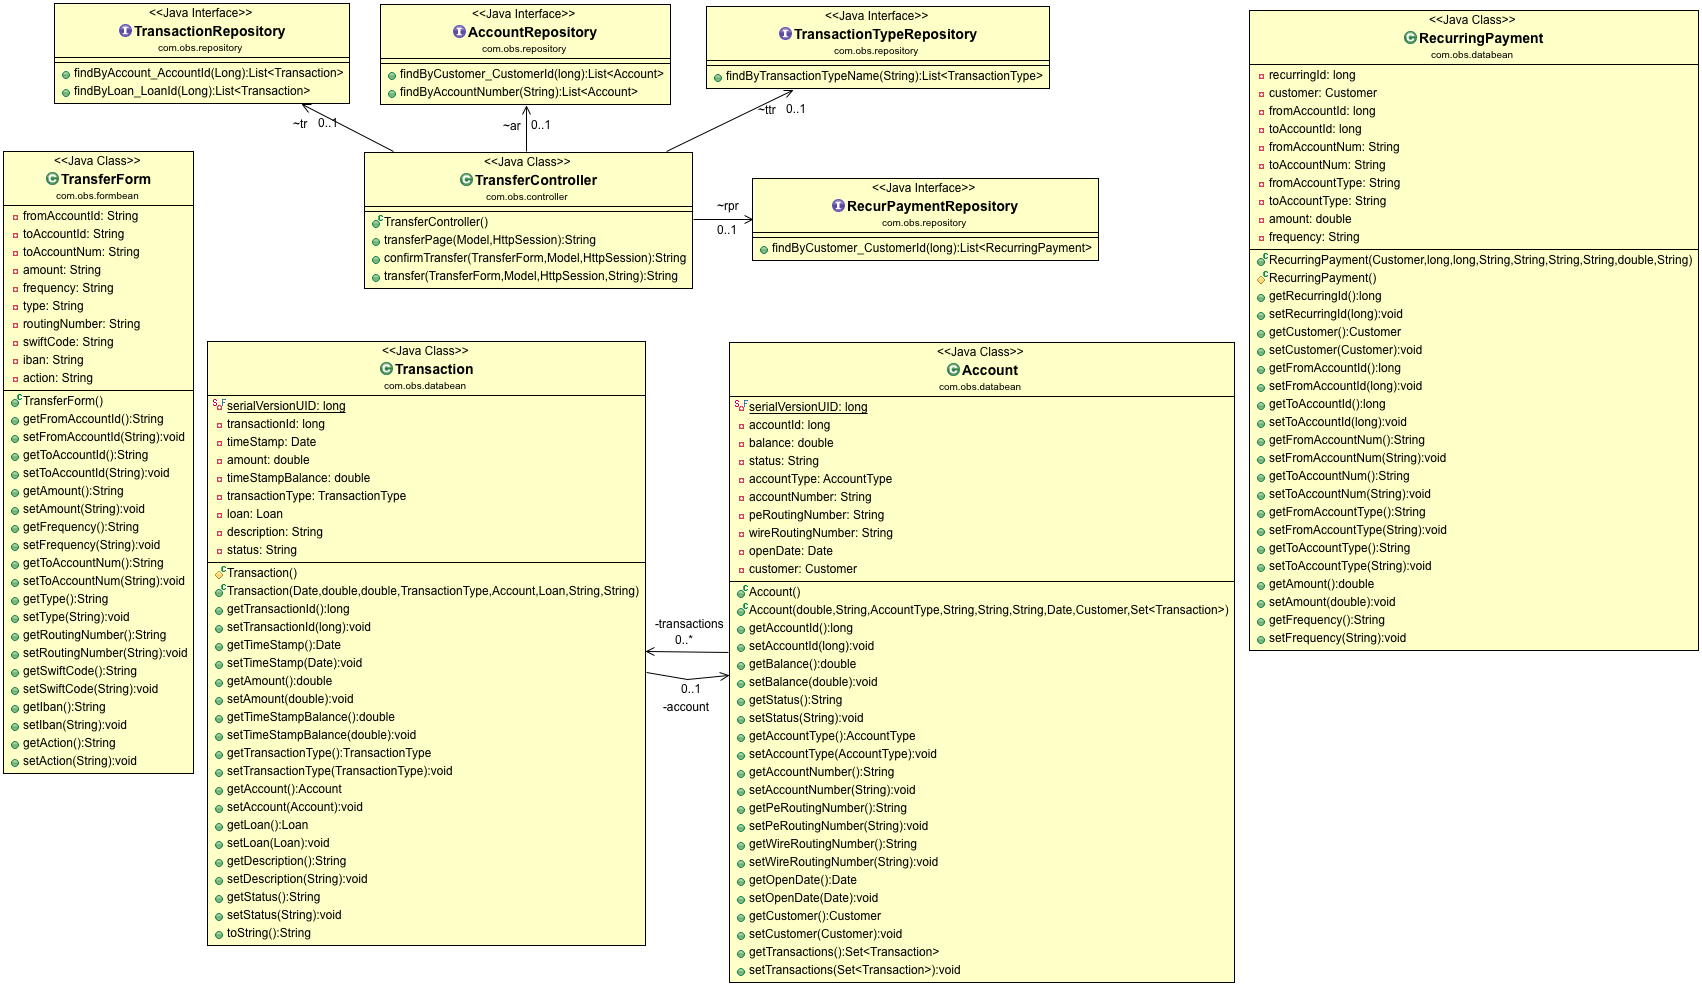 <<Java Interface>>
TransactionRepository
com.obs.repository
findByAccount_AccountId(Long):List<Transaction>
findByLoan_LoanId(Long):List<Transaction>
<<Java Interface>>
AccountRepository
com.obs.repository
findByCustomer_CustomerId(long):List<Account>
findByAccountNumber(String):List<Account>
<<Java Interface>>
TransactionTypeRepository
com.obs.repository
findByTransactionTypeName(String):List<TransactionType>
~tr 0..1
~ar 0..1
~ttr 0..1
<<Java Class>>
TransferController
com.obs.controller
TransferController()
transferPage(Model,HttpSession):String
confirmTransfer(TransferForm,Model,HttpSession):String
transfer(TransferForm,Model,HttpSession,String):String
~rpr
0..1
<<Java Interface>>
RecurPaymentRepository
com.obs.repository
findByCustomer_CustomerId(long):List<RecurringPayment>
<<Java Class>>
RecurringPayment
com.obs.databean
recurringId: long
customer: Customer
fromAccountId: long
toAccountId: long
fromAccountNum: String
toAccountNum: String
fromAccountType: String
toAccountType: String
amount: double
frequency: String
RecurringPayment(Customer,long,long,String,String,String,String,double,String)
RecurringPayment()
getRecurringId():long
setRecurringId(long):void
getCustomer():Customer
setCustomer(Customer):void
getFromAccountId():long
setFromAccountId(long):void
getToAccountId():long
setToAccountId(long):void
getFromAccountNum():String
setFromAccountNum(String):void
getToAccountNum():String
setToAccountNum(String):void
getFromAccountType():String
setFromAccountType(String):void
getToAccountType():String
setToAccountType(String):void
getAmount():double
setAmount(double):void
getFrequency():String
setFrequency(String):void
<<Java Class>>
TransferForm
com.obs.formbean
fromAccountId: String
toAccountId: String
toAccountNum: String
amount: String
frequency: String
type: String
routingNumber: String
swiftCode: String
iban: String
action: String
TransferForm()
getFromAccountId():String
setFromAccountId(String):void
getToAccountId():String
setToAccountId(String):void
getAmount():String
setAmount(String):void
getFrequency():String
setFrequency(String):void
getToAccountNum():String
setToAccountNum(String):void
getType():String
setType(String):void
getRoutingNumber():String
setRoutingNumber(String):void
getSwiftCode():String
setSwiftCode(String):void
getIban():String
setIban(String):void
getAction():String
setAction(String):void
<<Java Class>>
Transaction
com.obs.databean
serialVersionUID: long
transactionId: long
timeStamp: Date
amount: double
timeStampBalance: double
transactionType: TransactionType
loan: Loan
description: String
status: String
Transaction()
Transaction(Date,double,double,TransactionType,Account,Loan,String,String)
getTransactionId():long
setTransactionId(long):void
getTimeStamp():Date
setTimeStamp(Date):void
getAmount():double
setAmount(double):void
getTimeStampBalance():double
setTimeStampBalance(double):void
getTransactionType():TransactionType
setTransactionType(TransactionType):void
getAccount():Account
setAccount(Account):void
getLoan():Loan
setLoan(Loan):void
getDescription():String
setDescription(String):void
getStatus():String
setStatus(String):void
toString():String
-transactions
0..*
0..1
-account
<<Java Class>>
Account
com.obs.databean
serialVersionUID: long
accountId: long
balance: double
status: String
accountType: AccountType
accountNumber: String
peRoutingNumber: String
wireRoutingNumber: String
openDate: Date
customer: Customer
Account()
Account(double,String,AccountType,String,String,String,Date,Customer,Set<Transaction>)
getAccountId():long
setAccountId(long):void
getBalance():double
setBalance(double):void
getStatus():String
setStatus(String):void
getAccountType():AccountType
setAccountType(AccountType):void
getAccountNumber():String
setAccountNumber(String):void
getPeRoutingNumber():String
setPeRoutingNumber(String):void
getWireRoutingNumber():String
setWireRoutingNumber(String):void
getOpenDate():Date
setOpenDate(Date):void
getCustomer():Customer
setCustomer(Customer):void
getTransactions():Set<Transaction>
setTransactions(Set<Transaction>):void